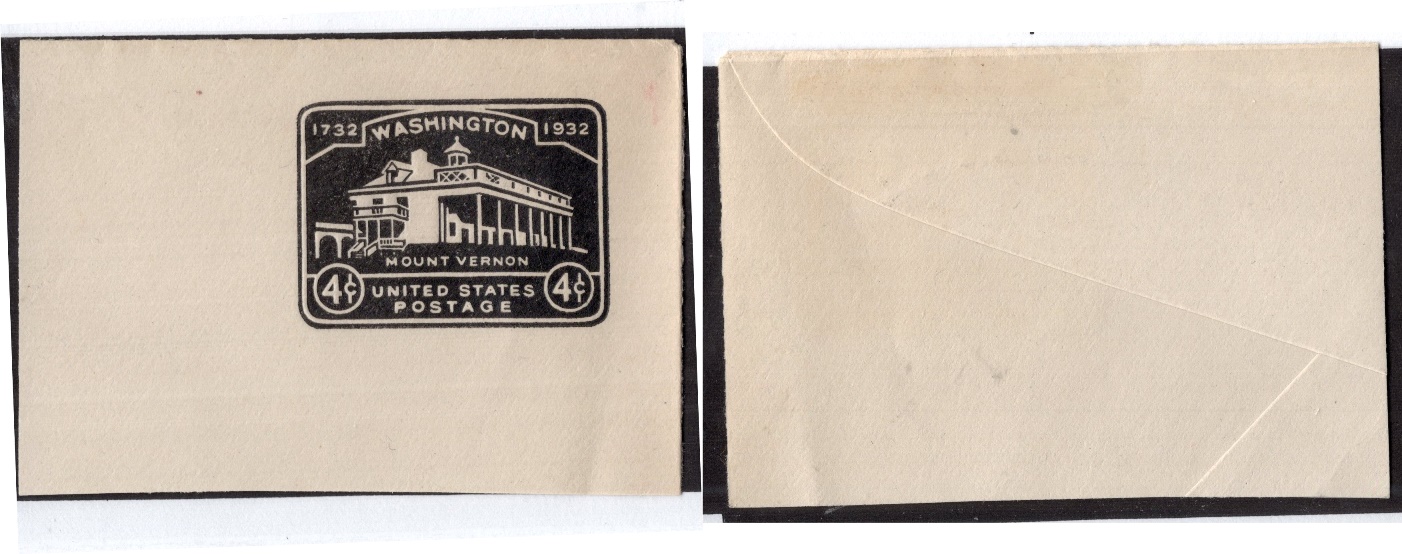 1732 WASHINGTON 1932
MOUNT VERNON
4¢ UNITED STATES 4¢
POSTAGE